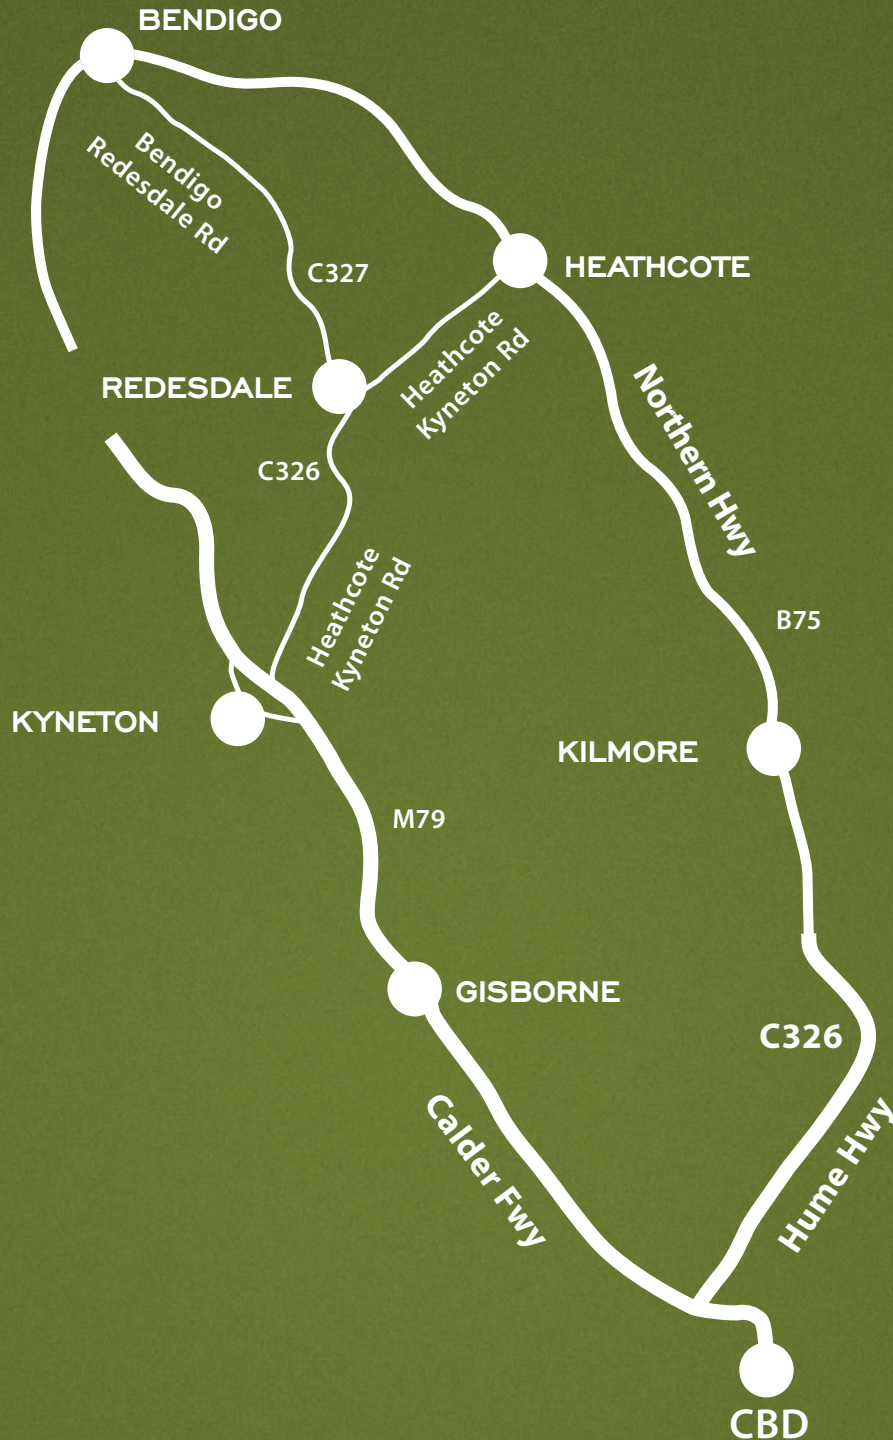 BENDIGO
Bendigo
Redesdale Rd
C327
HEATHCOTE
Heathcote
Kyneton Rd
REDESDALE
Northern Hwy
C326
Heathcote
Kyneton Rd
B75
KYNETON
KILMORE
M79
GISBORNE
C326
Calder Fwy
Hume Hwy
CBD